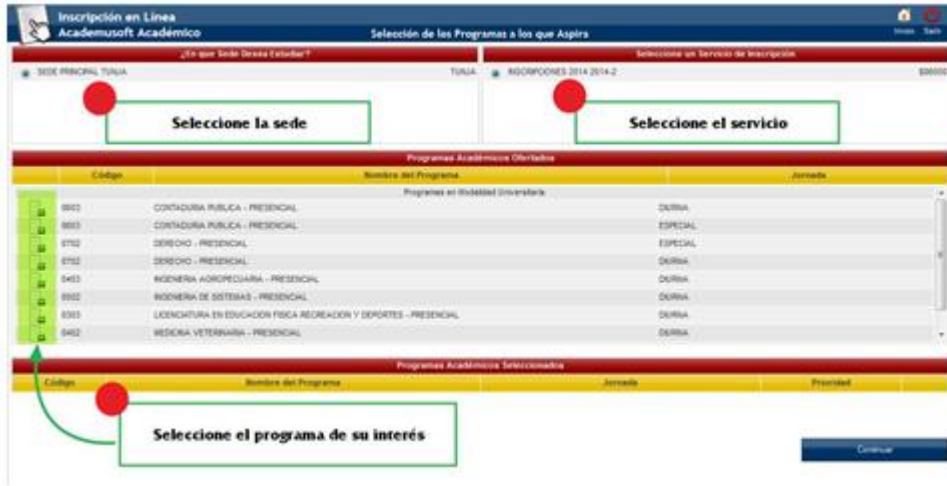 Inscripción en Línea
Academusoft Académico
Selección de los Programas a los que Aspira
Inicio Salir
¿En que Sede Desea Estudiar?
Seleccione un Servicio de Inscripción
SEDE PRINCIPAL TUNJA TUNJA
INSCRIPCIONES 2014 2014-2
Seleccione la sede
Seleccione el servicio
Programas Académicos Ofertados
Código Nombre del Programa Jornada
Programas en Modalidad Universitaria
CONTADURIA PUBLICA - PRESENCIAL DIURNA
CONTADURIA PUBLICA - PRESENCIAL ESPECIAL
0702 DERECHO - PRESENCIAL ESPECIAL
0702 DERECHO - PRESENCIAL DIURNA
INGENIERIA AGROPECUARIA - PRESENCIAL DIURNA
INGENIERIA DE SISTEMAS - PRESENCIAL DIURNA
LICENCIATURA EN EDUCACION FISICA RECREACION Y DEPORTES - PRESENCIAL DIURNA
0402 MEDICINA VETERINARIA - PRESENCIAL DIURNA
Programas Académicos Seleccionados
Código Nombre del Programa Jornada Prioridad
Seleccione el programa de su interés
Continuar